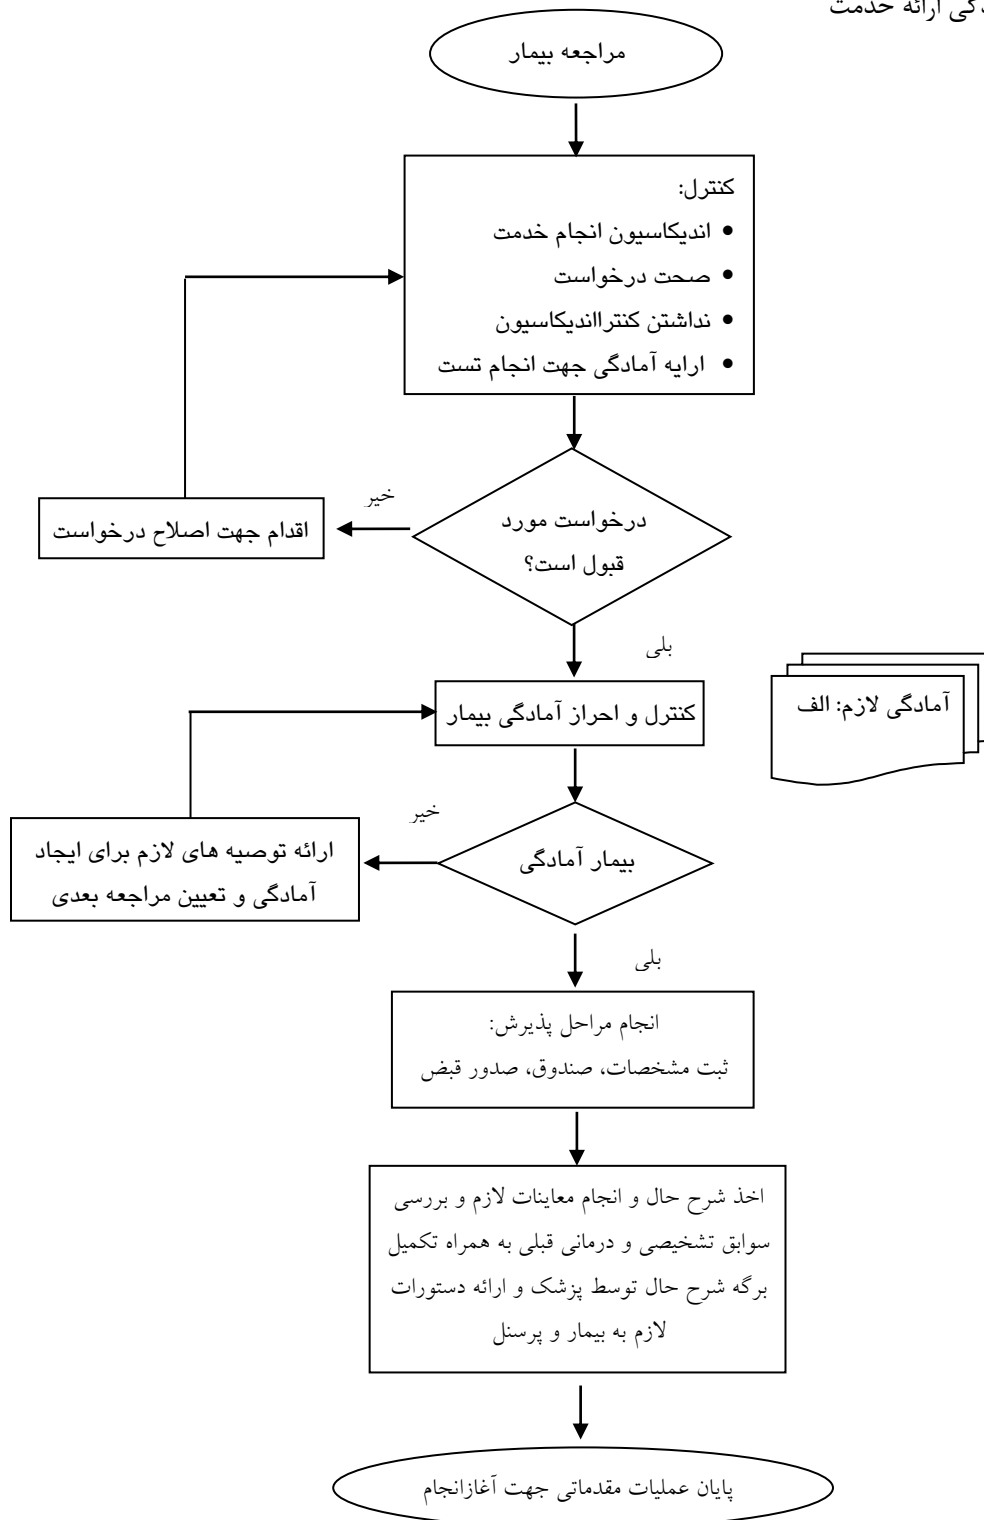 ارائه خدمت
مراجعه بیمار
کنترل:
• اندیکاسیون انجام خدمت
• صحت درخواست
• نداشتن کنترااندیکاسیون
• ارایه آمادگی جهت انجام تست
درخواست مورد
قبول است؟
خیر
اقدام جهت اصلاح درخواست
بلی
آمادگی لازم: الف
کنترل و احراز آمادگی بیمار
بیمار آمادگی
خیر
ارائه توصیه های لازم برای ایجاد
آمادگی و تعیین مراجعه بعدی
بلی
انجام مراحل پذیرش:
ثبت مشخصات، صندوق، صدور قبض
اخذ شرح حال و انجام معاینات لازم و بررسی
سوابق تشخیصی و درمانی قبلی به همراه تکمیل
برگه شرح حال توسط پزشک و ارائه دستورات
لازم به بیمار و پرسنل
پایان عملیات مقدماتی جهت آغازانجام